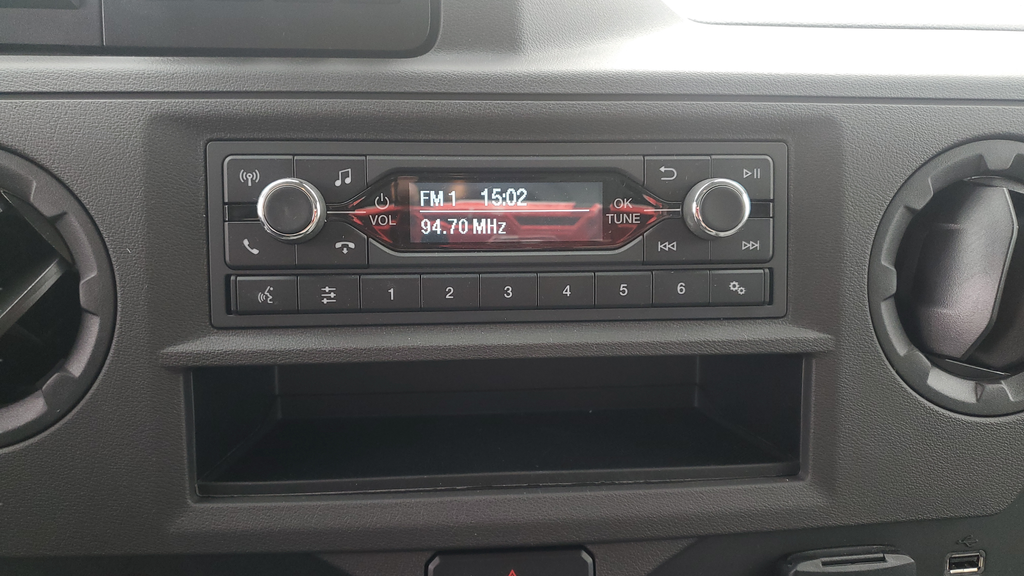 FM 1 15:02
94.70 MHz
VOL
OK
TUNE
1 2 3 4 5 6